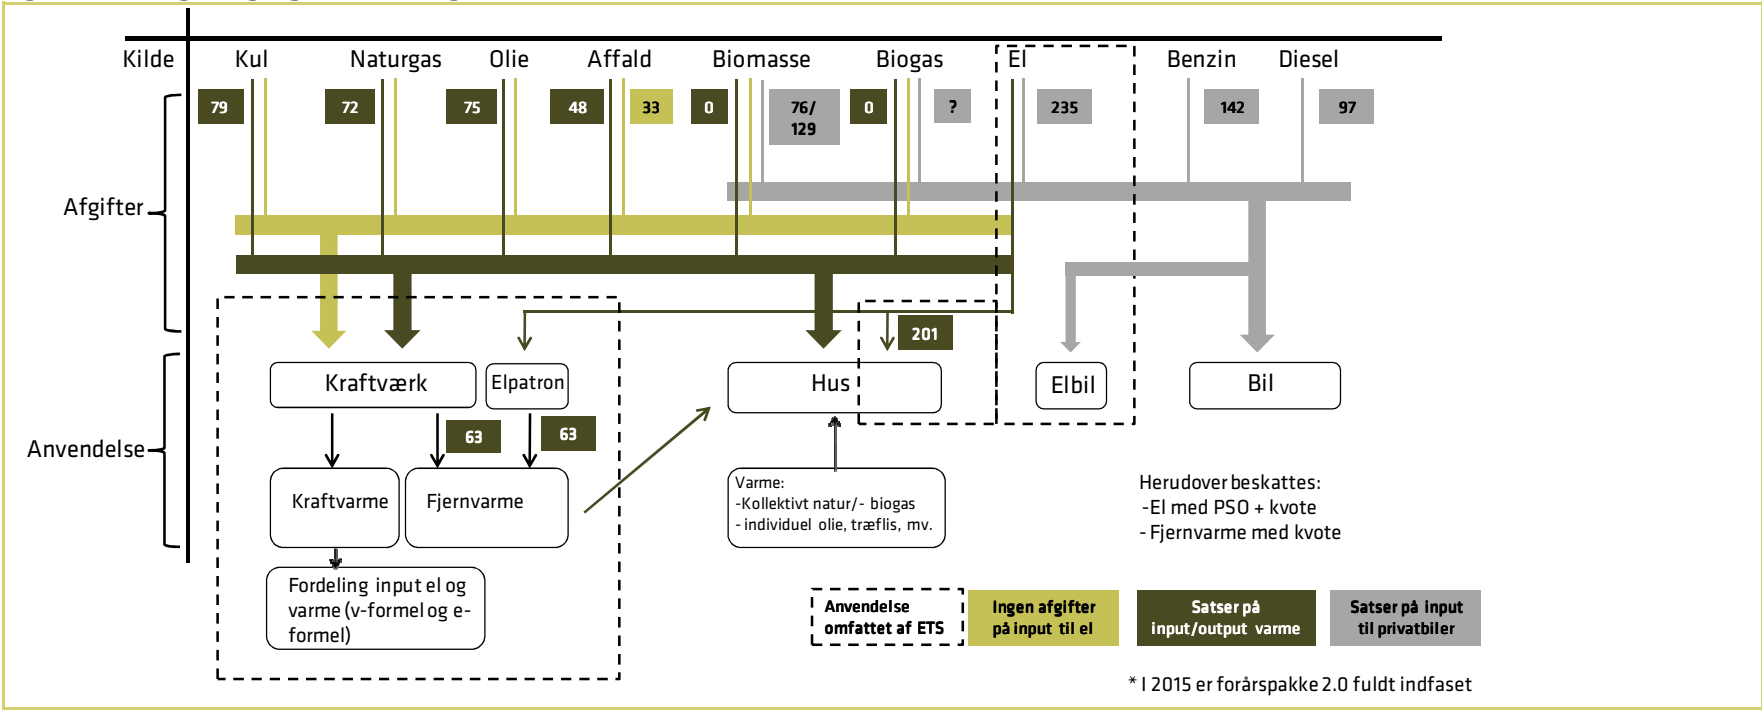 Kilde
Kul
Naturgas
Olie
Affald
Biomasse
Biogas
El
Benzin
Diesel
79
72
75
48
33
0
76/
129
0
?
235
142
97
Afgifter
201
Kraftværk
Elpatron
Hus
Elbil
Bil
63
63
Anvendelse
Kraftvarme
Fjernvarme
Varme:
-Kollektivt natur/- biogas
- individuel olie, træflis, mv.
Herudover beskattes:
-El med PSO + kvote
- Fjernvarme med kvote
Fordeling input el og
varme (v-formel og e-
formel)
Anvendelse
omfattet af ETS
Ingen afgifter
på input til el
Satser på
input/output varme
Satser på input
til privatbiler
* I 2015 er forårspakke 2.0 fuldt indfaset